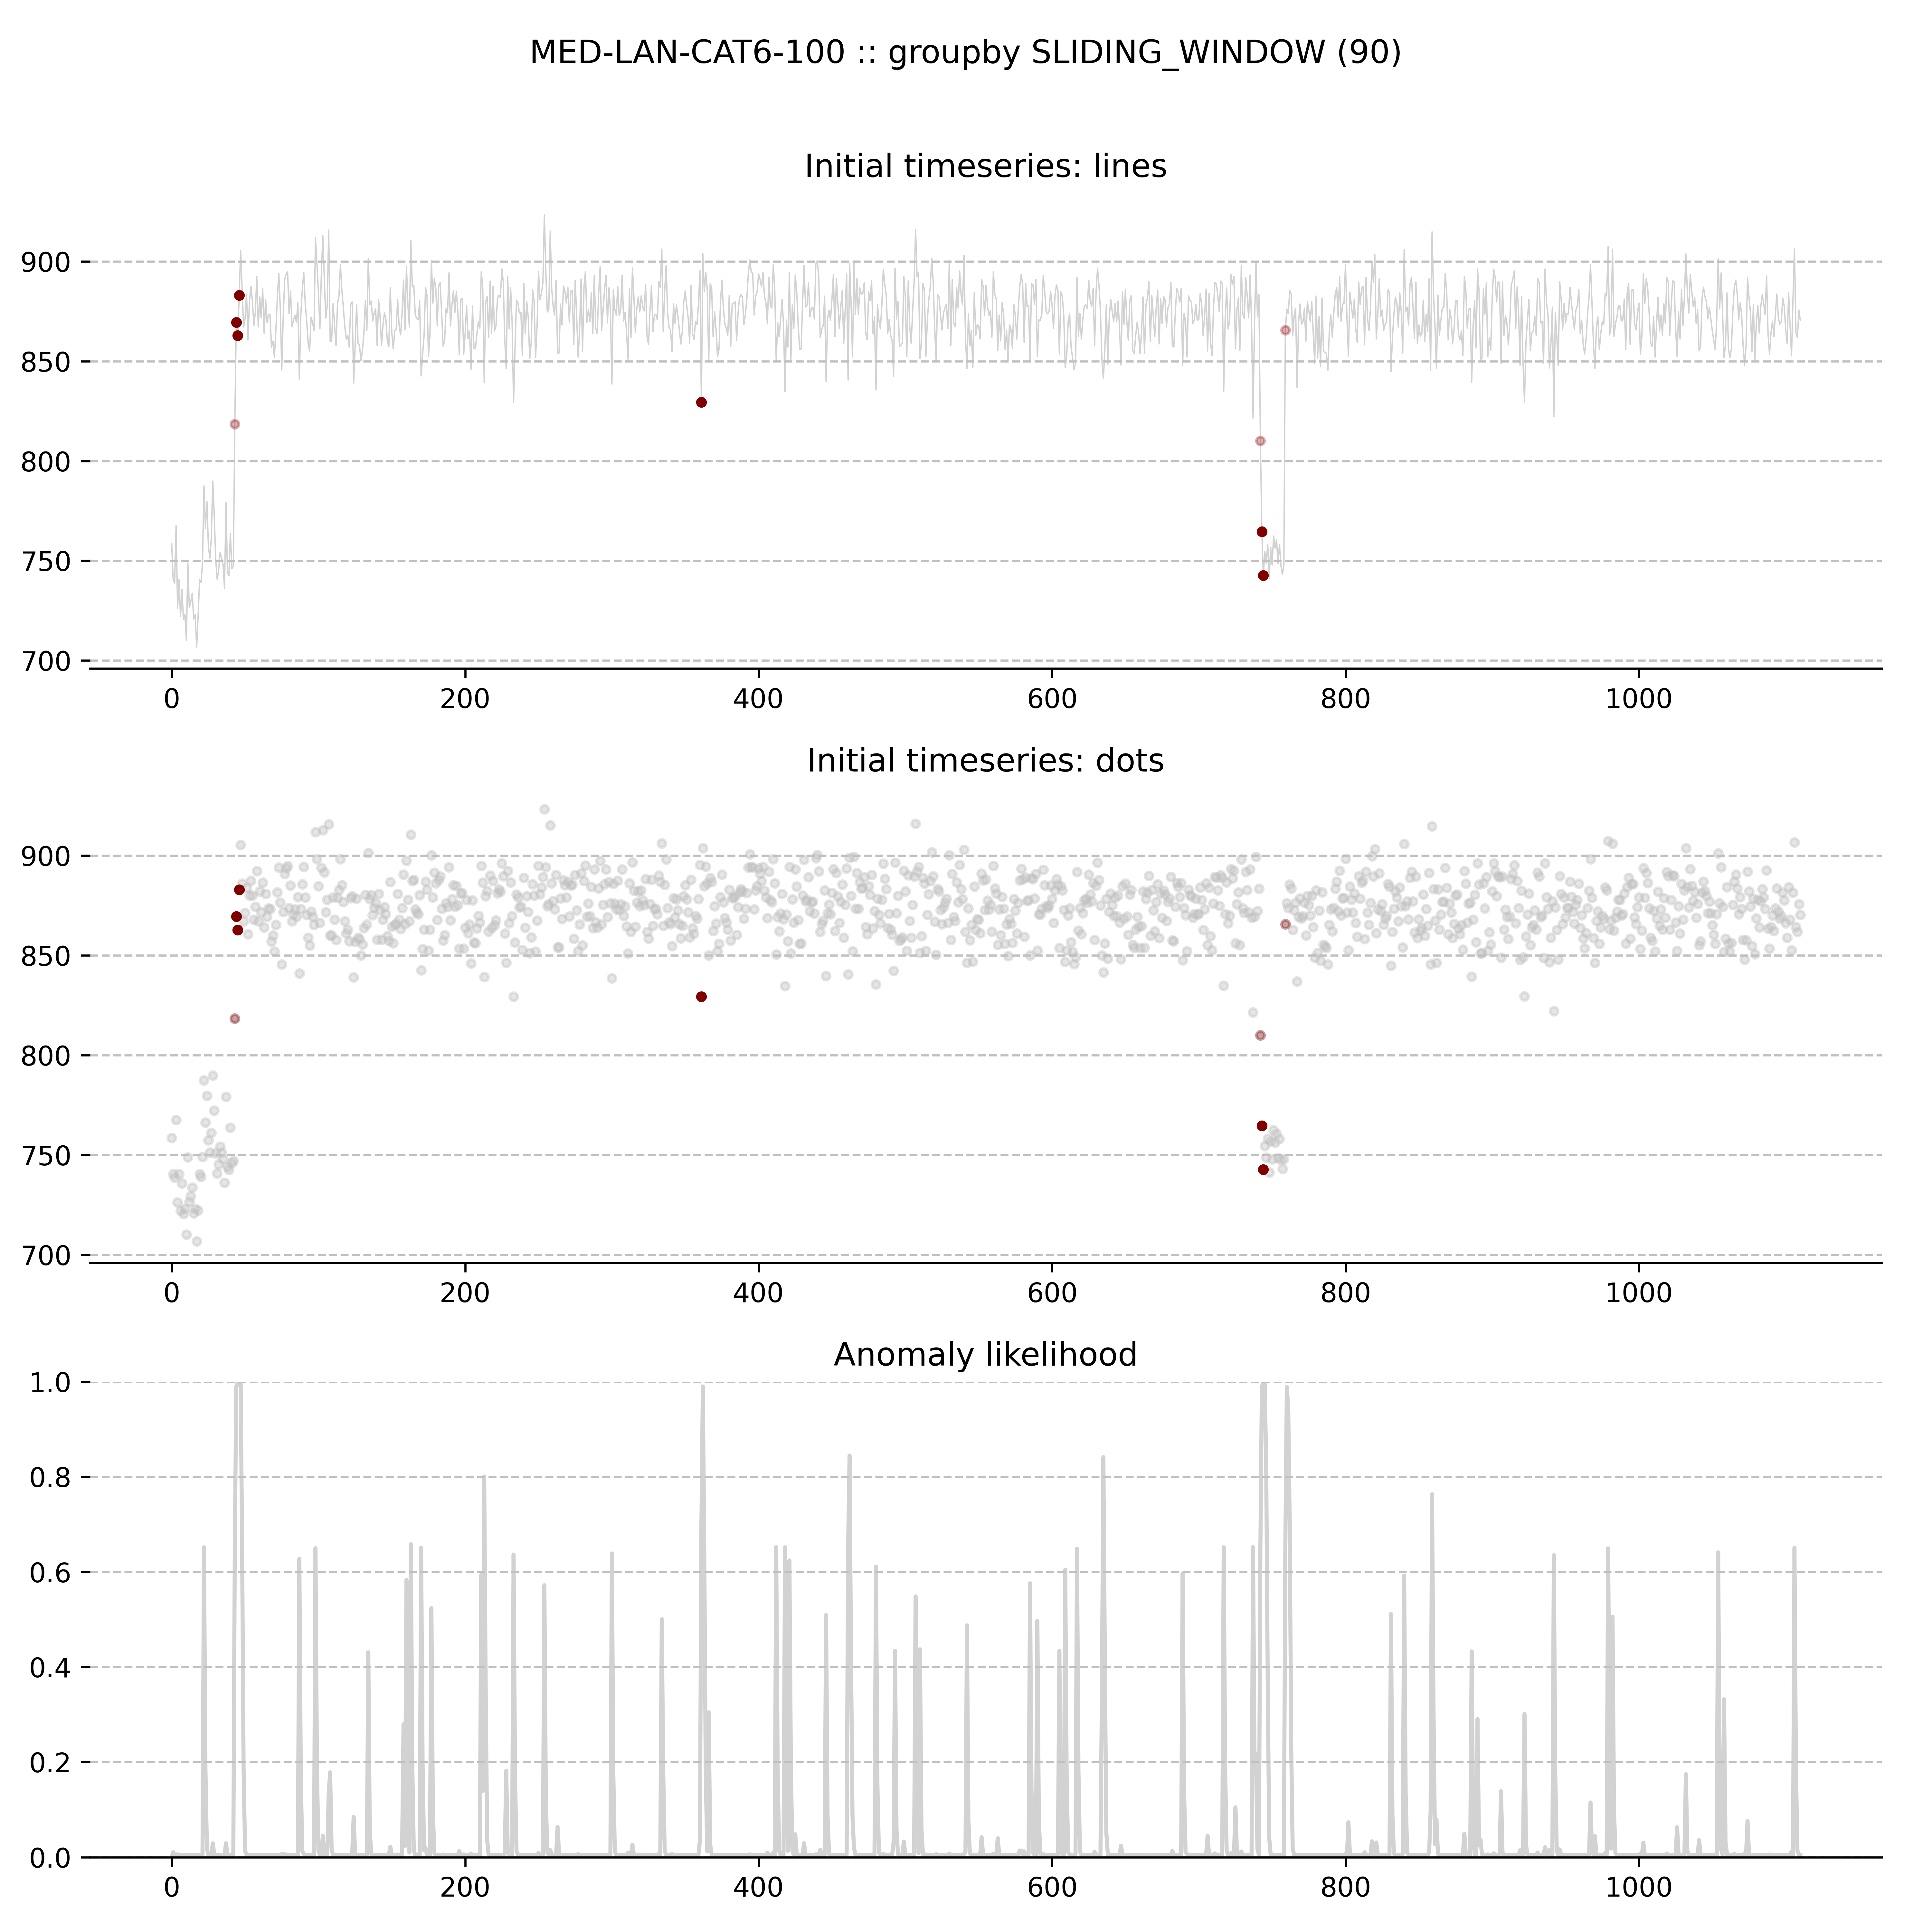 MED-LAN-CAT6-100 :: groupby SLIDING_WINDOW (90)
Initial timeseries: lines
900
850
800
750
700
0 200 400 600 800 1000
Initial timeseries: dots
900
850
800
750
700
0 200 400 600 800 1000
Anomaly likelihood
1.0
0.8
0.6
0.4
0.2
0.0
0 200 400 600 800 1000